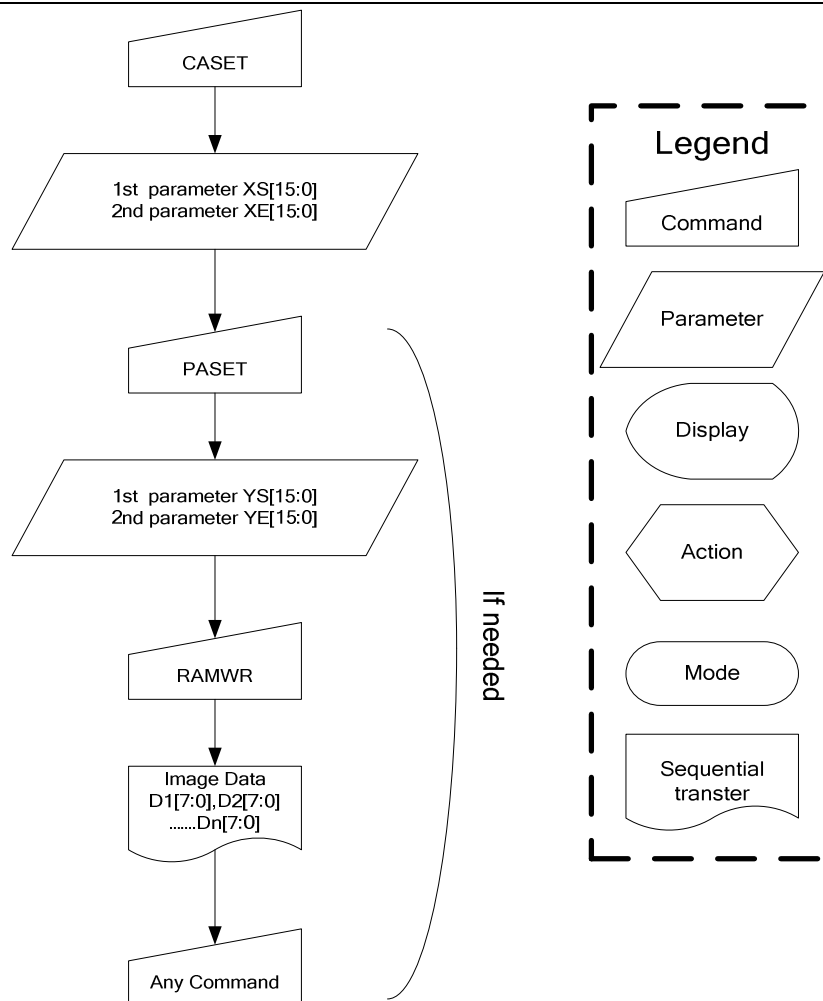 CASET
1st  parameter XS[15:0]
2nd parameter XE[15:0]
PASET
1st  parameter YS[15:0]
2nd parameter YE[15:0]
RAMWR
Image Data
D1[7:0],D2[7:0]
.......Dn[7:0]
Any Command
If needed
Legend
Command
Parameter
Display
Action
Mode
Sequential
transter